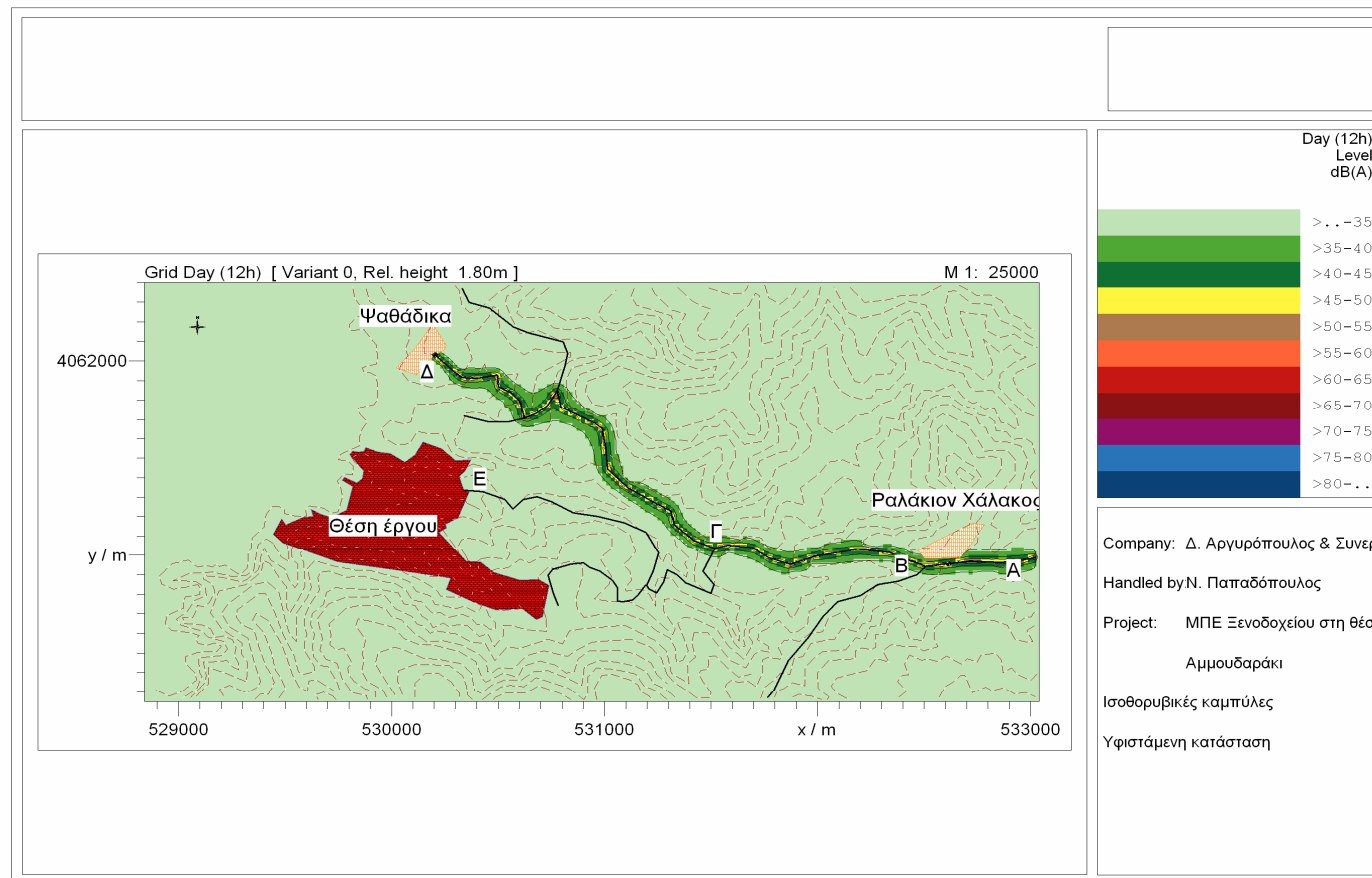 Day (12h)
Level
dB(A)
>..-35
>35-40
>40-45
>45-50
>50-55
>55-60
>60-65
>65-70
>70-75
>75-80
>80-..
Grid Day (12h) [ Variant 0, Rel. height 1.80m ]
M 1: 25000
Ψαθάδικα
4062000
Δ
Ε
Ραλάκιον Χάλακος
Θέση έργου
Γ
y / m
Β
Α
529000
530000
531000
x / m
533000
Company: Δ. Αργυρόπουλος & Συνερ
Handled by: Ν. Παπαδόπουλος
Project: ΜΠΕ Ξενοδοχείου στη θέσ
Αμμουδαράκι
Ισοθορυβικές καμπύλες
Υφιστάμενη κατάσταση